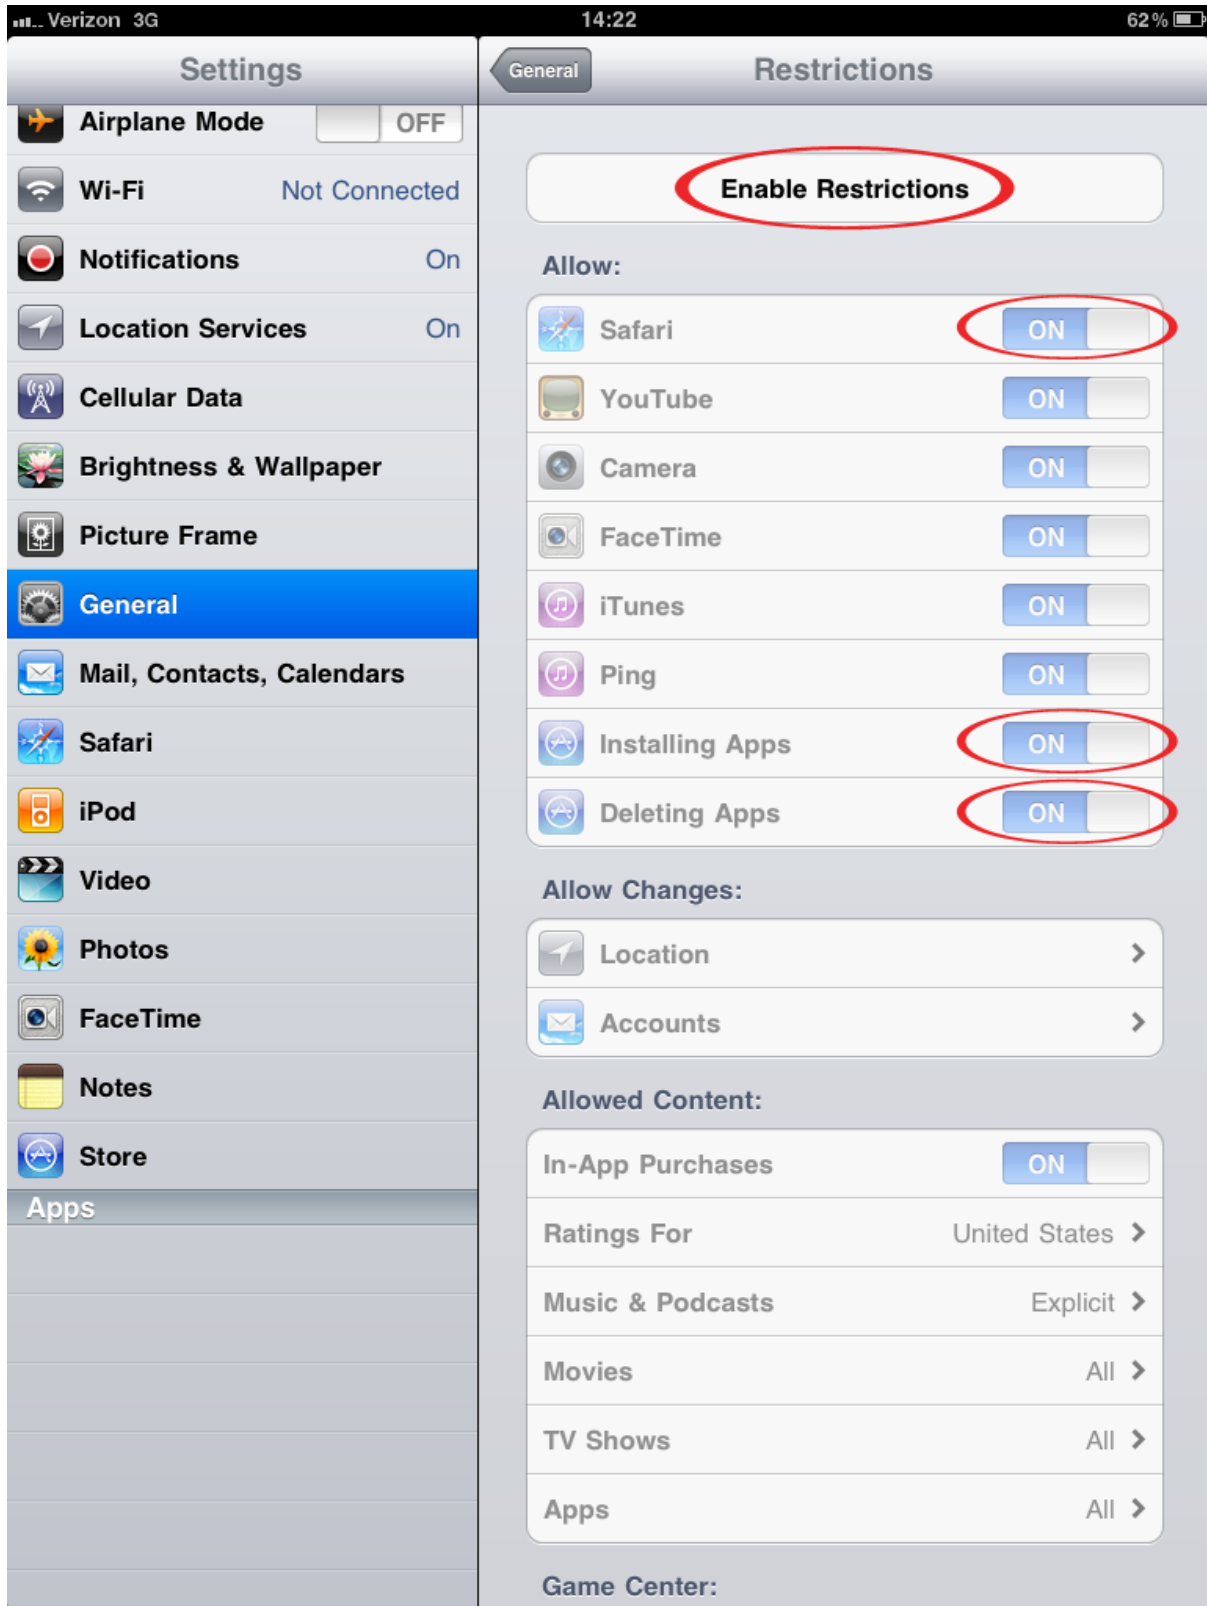 Verizon 3G 14:22 62%
Settings
General Restrictions
Airplane Mode OFF
Wi-Fi Not Connected
Notifications On
Location Services On
Cellular Data
Brightness & Wallpaper
Picture Frame
General
Mail, Contacts, Calendars
Safari
iPod
Video
Photos
FaceTime
Notes
Store
Apps
Enable Restrictions
Allow:
Safari ON
YouTube ON
Camera ON
FaceTime ON
iTunes ON
Ping ON
Installing Apps ON
Deleting Apps ON
Allow Changes:
Location
Accounts
Allowed Content:
In-App Purchases ON
Ratings For United States
Music & Podcasts Explicit
Movies All
TV Shows All
Apps All
Game Center: